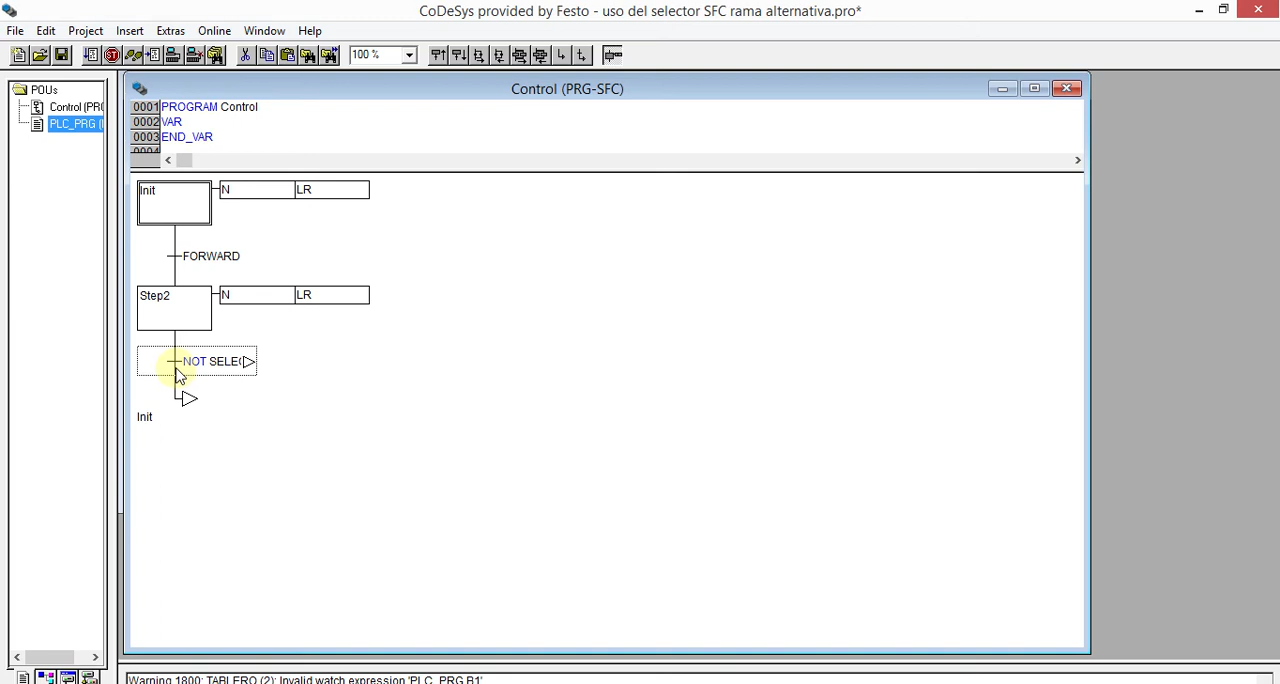 CoDeSys provided by Festo - uso del selector SFC rama alternativa.pro*
File Edit Project Insert Extras Online Window Help
100 %
POUs
Control (PR
PLC_PRG (
Control (PRG-SFC)
0001 PROGRAM Control
0002 VAR
0003 END_VAR
0004
Init N LR
FORWARD
Step2 N LR
NOT SELE
Init
Warning 1800: TABLERO (2): Invalid watch expression 'PLC_PRG.B1'